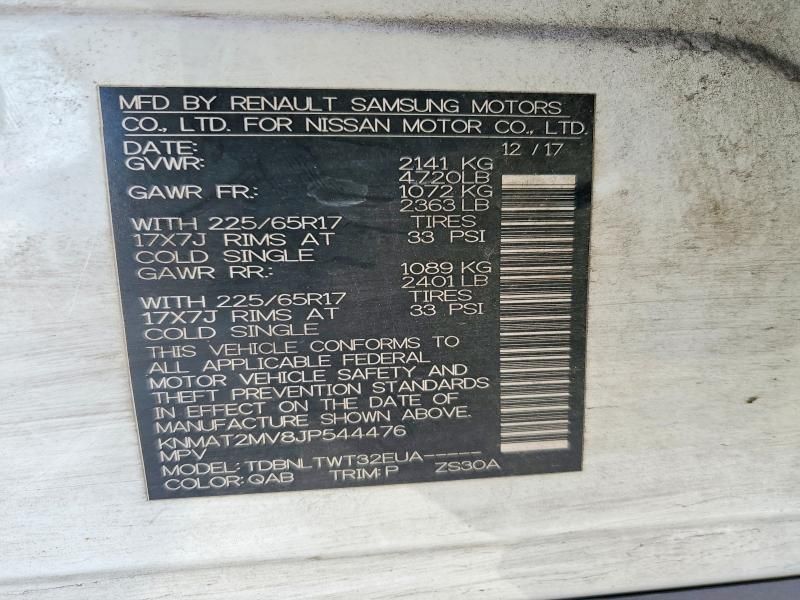 MFD BY RENAULT SAMSUNG MOTORS
CO., LTD. FOR NISSAN MOTOR CO., LTD.
DATE: 12 / 17
GVWR: 2141 KG
4720LB
GAWR FR.: 1072 KG
2363 LB
WITH 225/65R17 TIRES
17X7J RIMS AT 33 PSI
COLD SINGLE
GAWR RR.: 1089 KG
2401 LB
WITH 225/65R17 TIRES
17X7J RIMS AT 33 PSI
COLD SINGLE
THIS VEHICLE CONFORMS TO
ALL APPLICABLE FEDERAL
MOTOR VEHICLE SAFETY AND
THEFT PREVENTION STANDARDS
IN EFFECT ON THE DATE OF
MANUFACTURE SHOWN ABOVE.
KNMAT2MV8JP544476
MPV
MODEL: TDBNLTWT32EUA-----
COLOR: QAB TRIM: P ZS30A